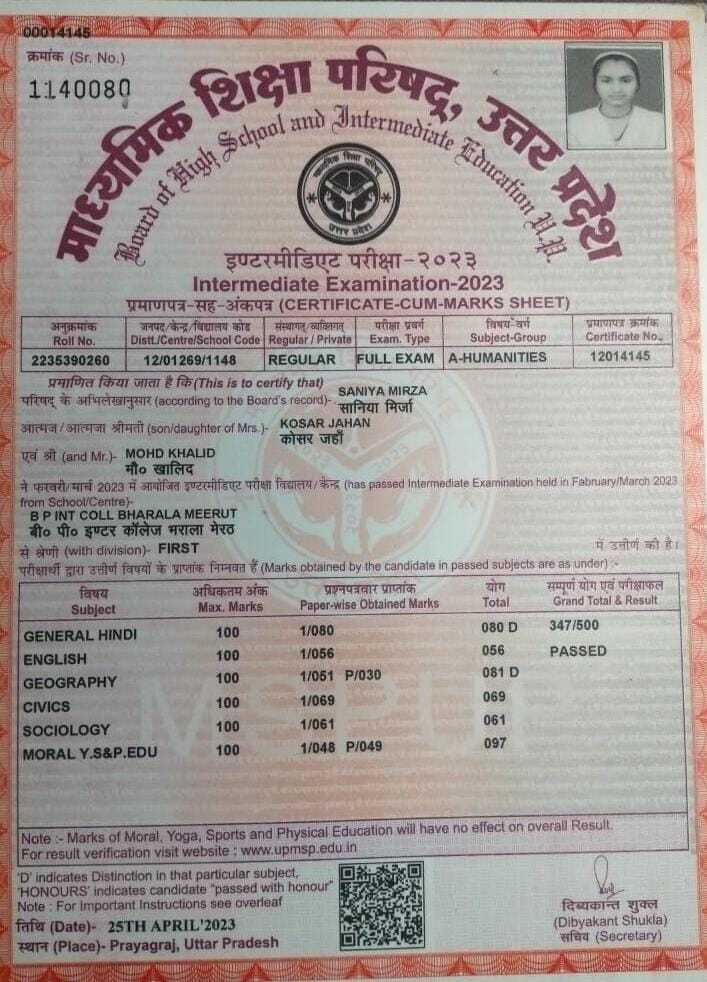 00014145
क्रमांक (Sr. No.)
1140080
माध्यमिक शिक्षा परिषद्, उत्तर प्रदेश
Board of High School and Intermediate Education U.P.
माध्यमिक शिक्षा परिषद्
उत्तर प्रदेश
इण्टरमीडिएट परीक्षा-२०२३
Intermediate Examination-2023
प्रमाणपत्र-सह-अंकपत्र (CERTIFICATE-CUM-MARKS SHEET)
अनुक्रमांक जनपद/केन्द्र/विद्यालय कोड संस्थागत्/व्यक्तिगत् परीक्षा प्रवर्ग विषय-वर्ग प्रमाणपत्र क्रमांक
Roll No. Distt./Centre/School Code Regular / Private Exam. Type Subject-Group Certificate No.
2235390260 12/01269/1148 REGULAR FULL EXAM A-HUMANITIES 12014145
प्रमाणित किया जाता है कि (This is to certify that)
परिषद् के अभिलेखानुसार (according to the Board's record)- SANIYA MIRZA
सानिया मिर्जा
आत्मज/आत्मजा श्रीमती (son/daughter of Mrs.)- KOSAR JAHAN
कोसर जहाँ
एवं श्री (and Mr.)- MOHD KHALID
मौ० खालिद
ने फरवरी/मार्च 2023 में आयोजित इण्टरमीडिएट परीक्षा विद्यालय/केन्द्र (has passed Intermediate Examination held in Fabruary/March 2023
from School/Centre)-
B P INT COLL BHARALA MEERUT
बी० पी० इण्टर कॉलेज भराला मेरठ
से श्रेणी (with division)- FIRST में उत्तीर्ण की है।
परीक्षार्थी द्वारा उत्तीर्ण विषयों के प्राप्तांक निम्नवत हैं (Marks obtained by the candidate in passed subjects are as under) :-
विषय अधिकतम अंक प्रश्नपत्रवार प्राप्तांक योग सम्पूर्ण योग एवं परीक्षाफल
Subject Max. Marks Paper-wise Obtained Marks Total Grand Total & Result
GENERAL HINDI 100 1/080 080 D 347/500
ENGLISH 100 1/056 056 PASSED
GEOGRAPHY 100 1/051 P/030 081 D
CIVICS 100 1/069 069
SOCIOLOGY 100 1/061 061
MORAL Y.S&P.EDU 100 1/048 P/049 097
MSPUP
Note :- Marks of Moral, Yoga, Sports and Physical Education will have no effect on overall Result.
For result verification visit website : www.upmsp.edu.in
'D' indicates Distinction in that particular subject,
'HONOURS' indicates candidate "passed with honour"
Note : For Important Instructions see overleaf
तिथि (Date)- 25TH APRIL'2023
स्थान (Place)- Prayagraj, Uttar Pradesh
दिब्यकान्त शुक्ल
(Dibyakant Shukla)
सचिव (Secretary)